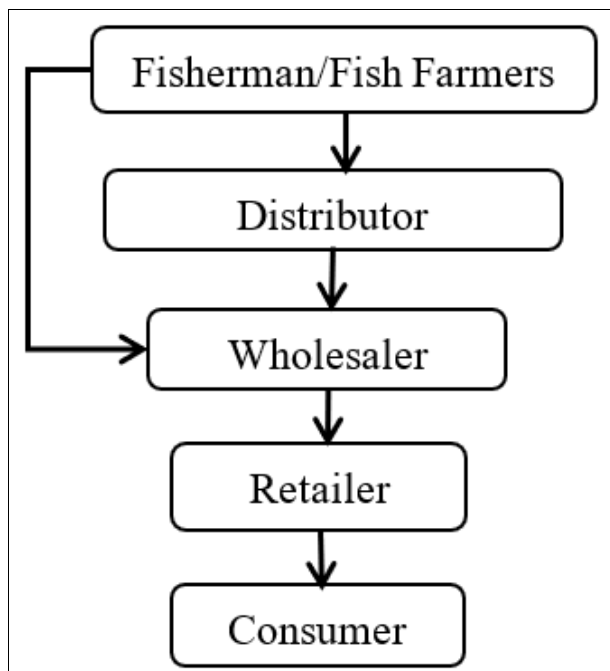 Fisherman/Fish Farmers
Distributor
Wholesaler
Retailer
Consumer